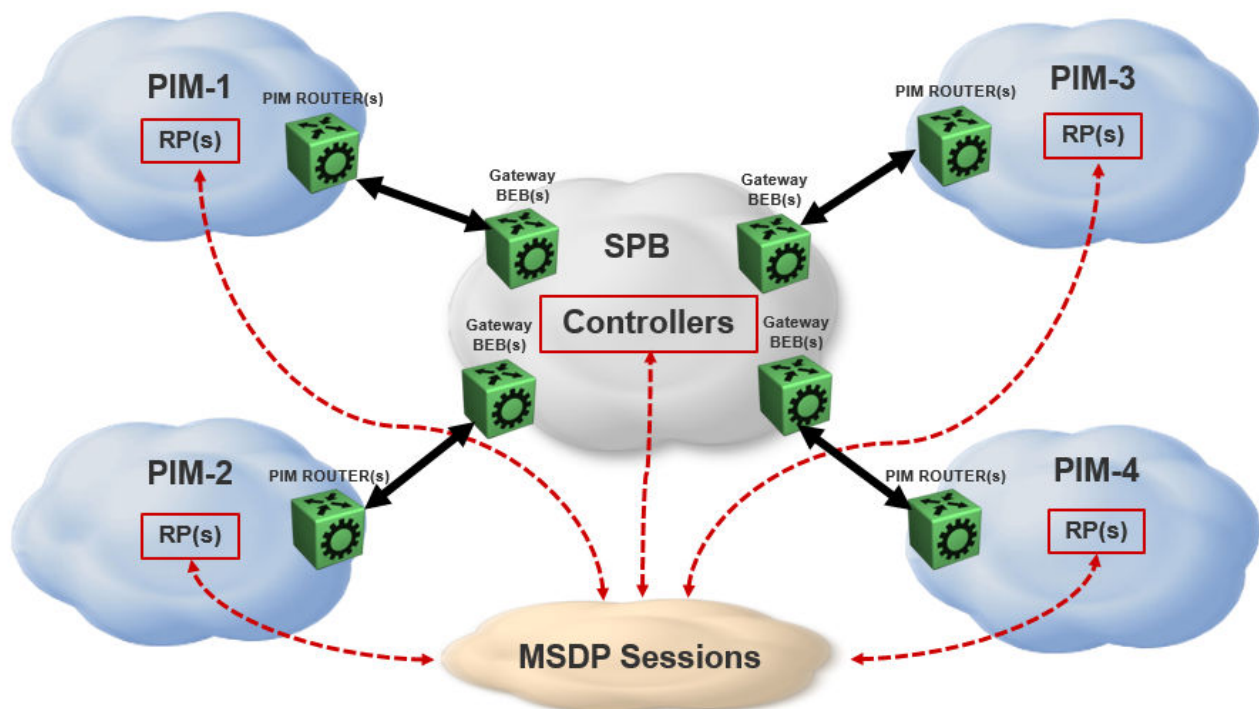 PIM-1
PIM ROUTER(s)
RP(s)
PIM-3
PIM ROUTER(s)
RP(s)
Gateway
BEB(s)
Gateway
BEB(s)
SPB
Controllers
Gateway
BEB(s)
Gateway
BEB(s)
PIM-2
PIM ROUTER(s)
RP(s)
PIM-4
PIM ROUTER(s)
RP(s)
MSDP Sessions